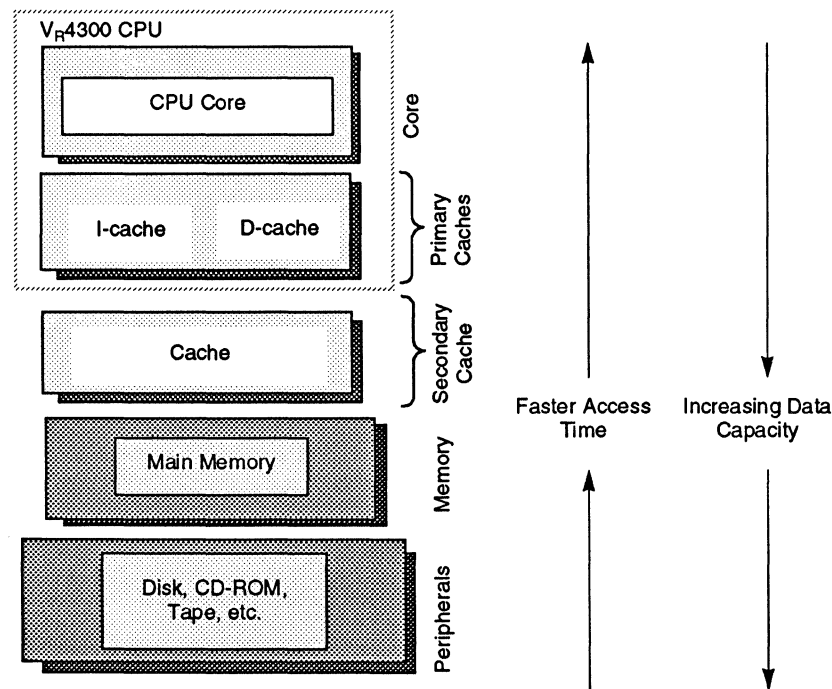 VR4300 CPU
CPU Core
Core
I-cache
D-cache
Primary
Caches
Cache
Secondary
Cache
Main Memory
Memory
Disk, CD-ROM,
Tape, etc.
Peripherals
Faster Access
Time
Increasing Data
Capacity